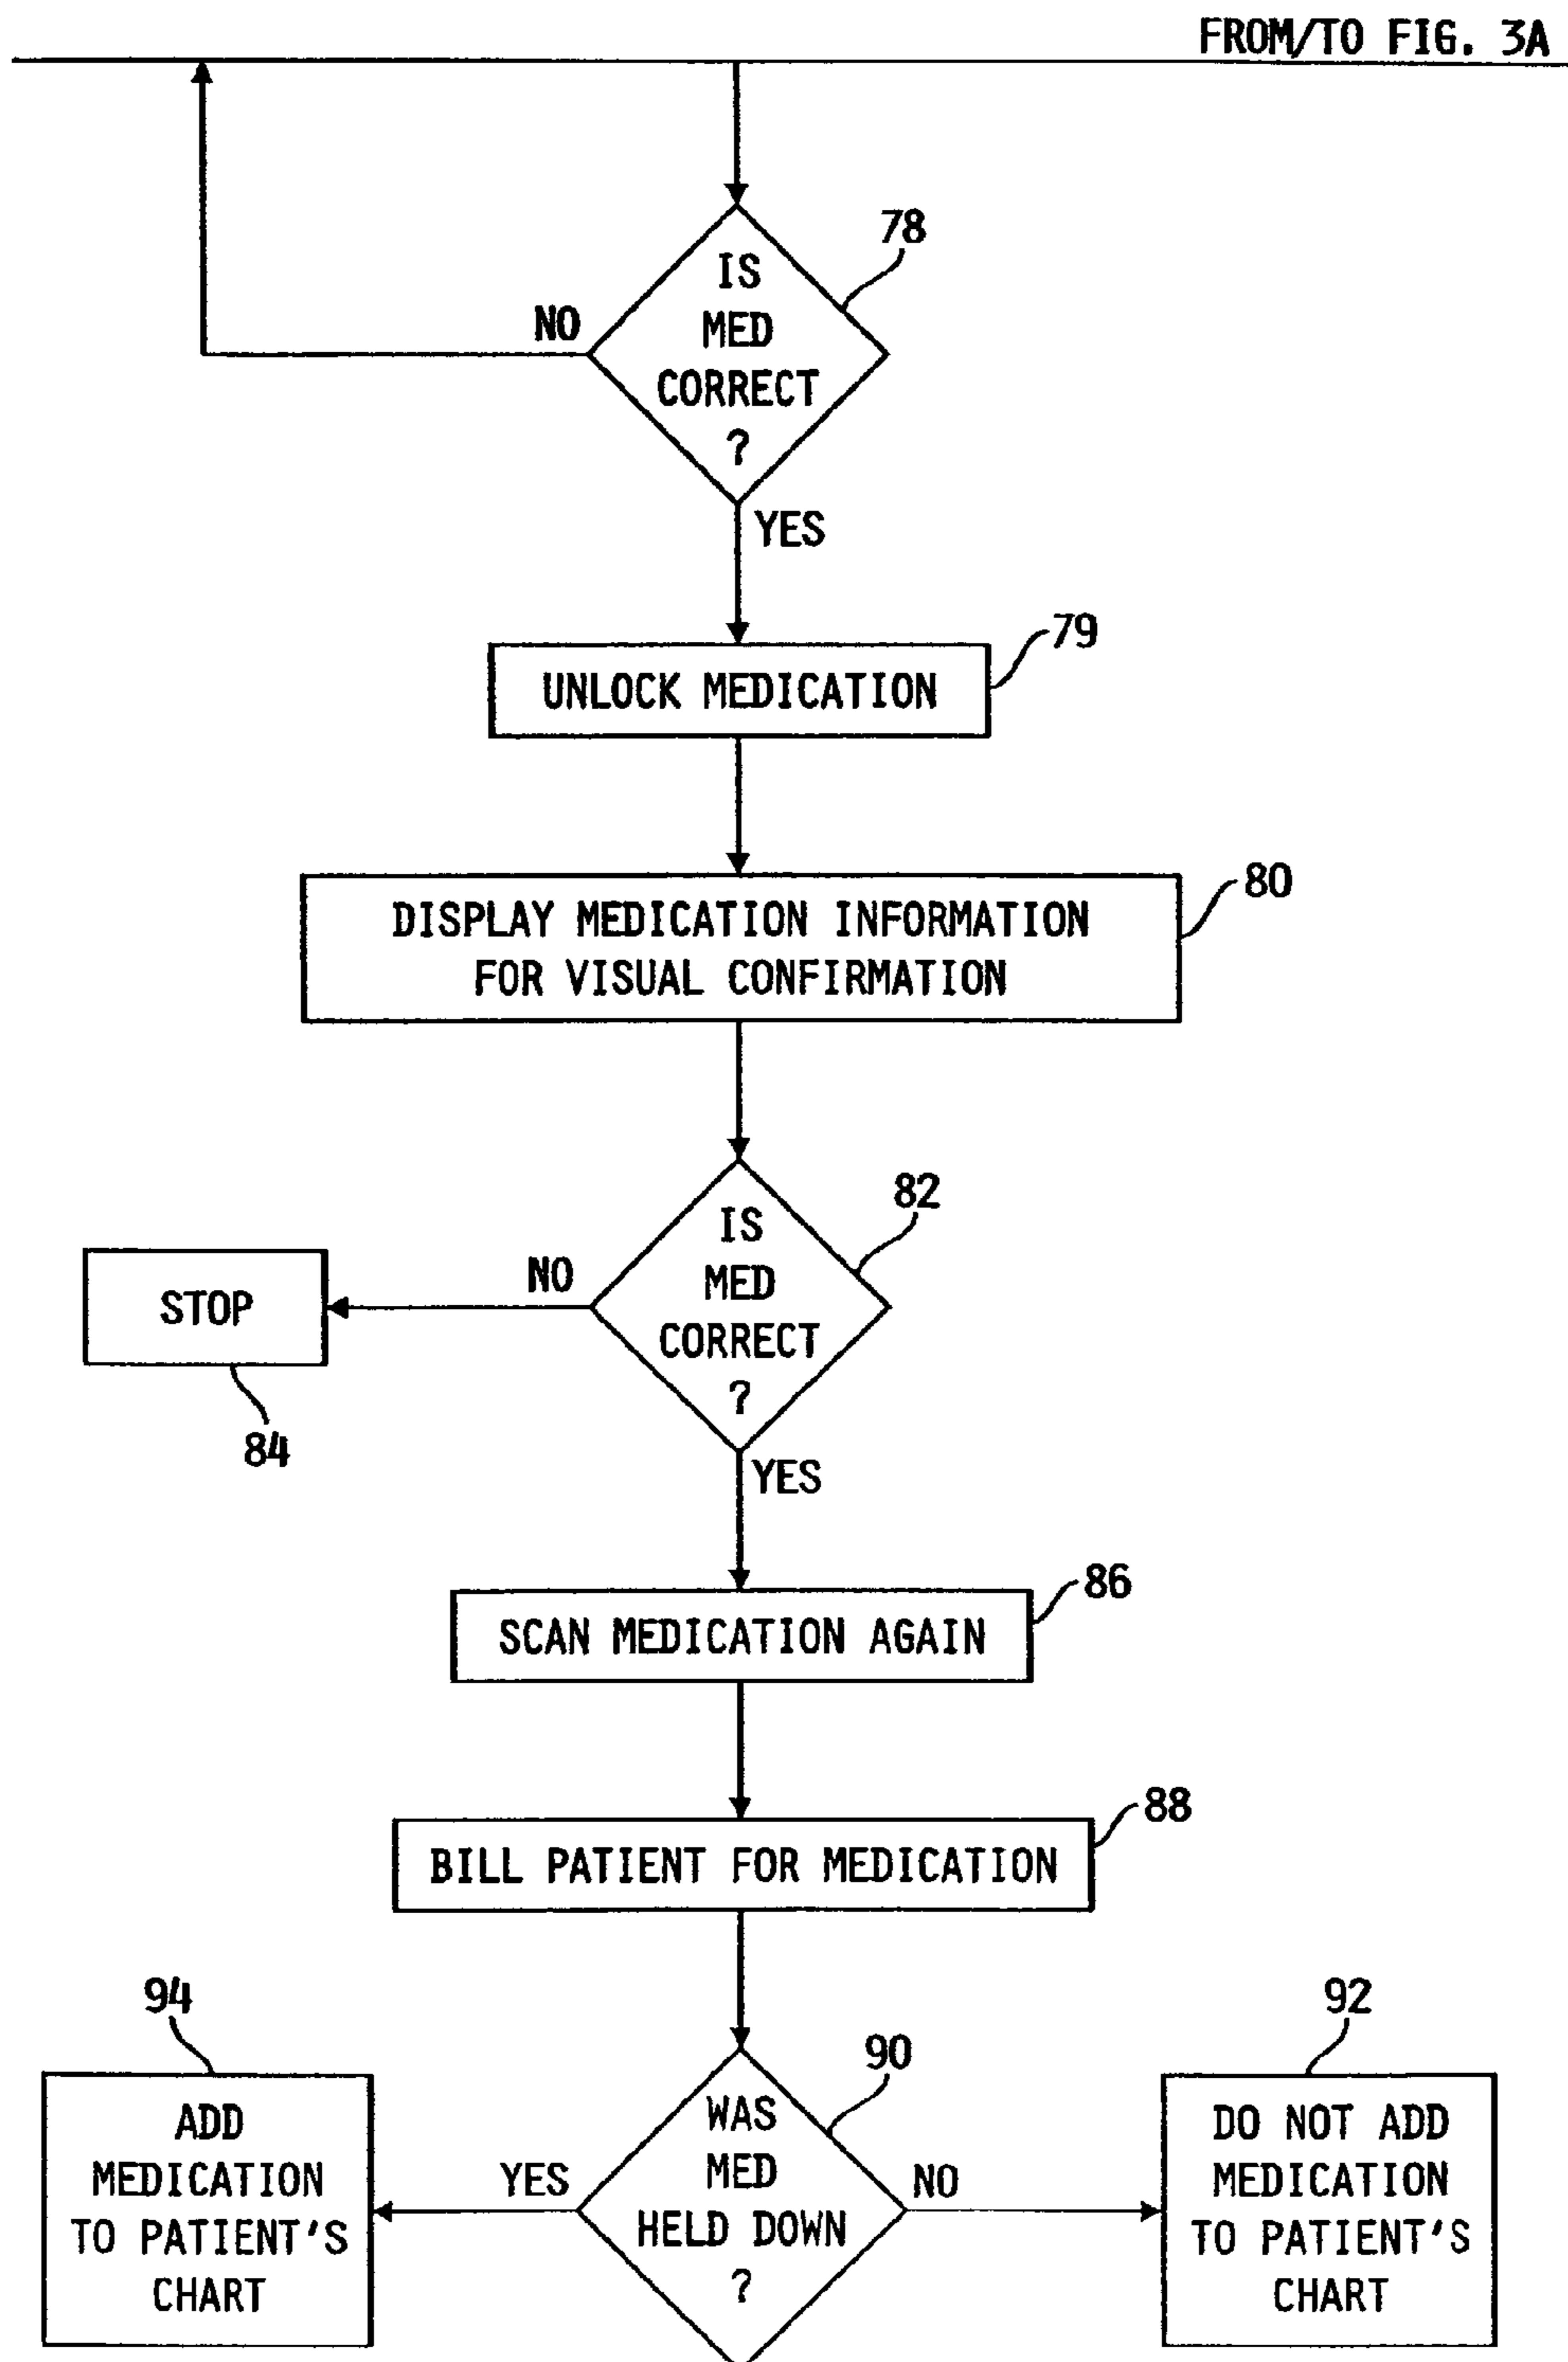 FROM/TO FIG. 3A
78
IS
MED
CORRECT
?
NO
YES
79
UNLOCK MEDICATION
80
DISPLAY MEDICATION INFORMATION
FOR VISUAL CONFIRMATION
82
IS
MED
CORRECT
?
NO
STOP
84
YES
86
SCAN MEDICATION AGAIN
88
BILL PATIENT FOR MEDICATION
94
90
92
WAS
MED
HELD DOWN
?
YES
NO
ADD
MEDICATION
TO PATIENT'S
CHART
DO NOT ADD
MEDICATION
TO PATIENT'S
CHART